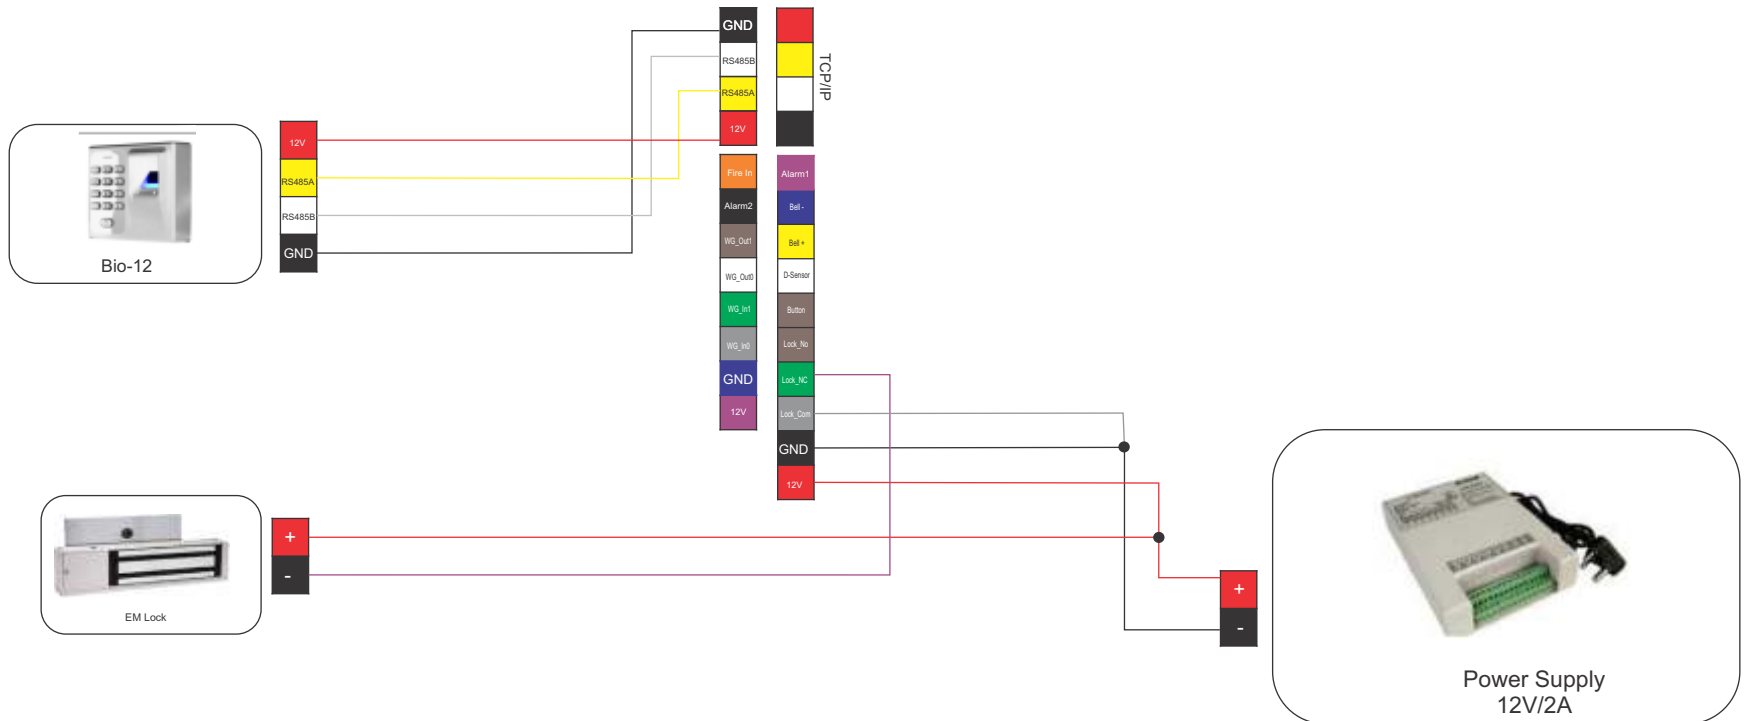 GND
RS485B
RS485A
12V
TCP/IP
12V
RS485A
RS485B
GND
Bio-12
Fire In
Alarm2
WG_Out1
WG_Out0
WG_In1
WG_In0
GND
12V
Alarm1
Bell -
Bell +
D-Sensor
Button
Lock_No
Lock_NC
Lock_Com
GND
12V
+
-
EM Lock
+
-
Power Supply
12V/2A